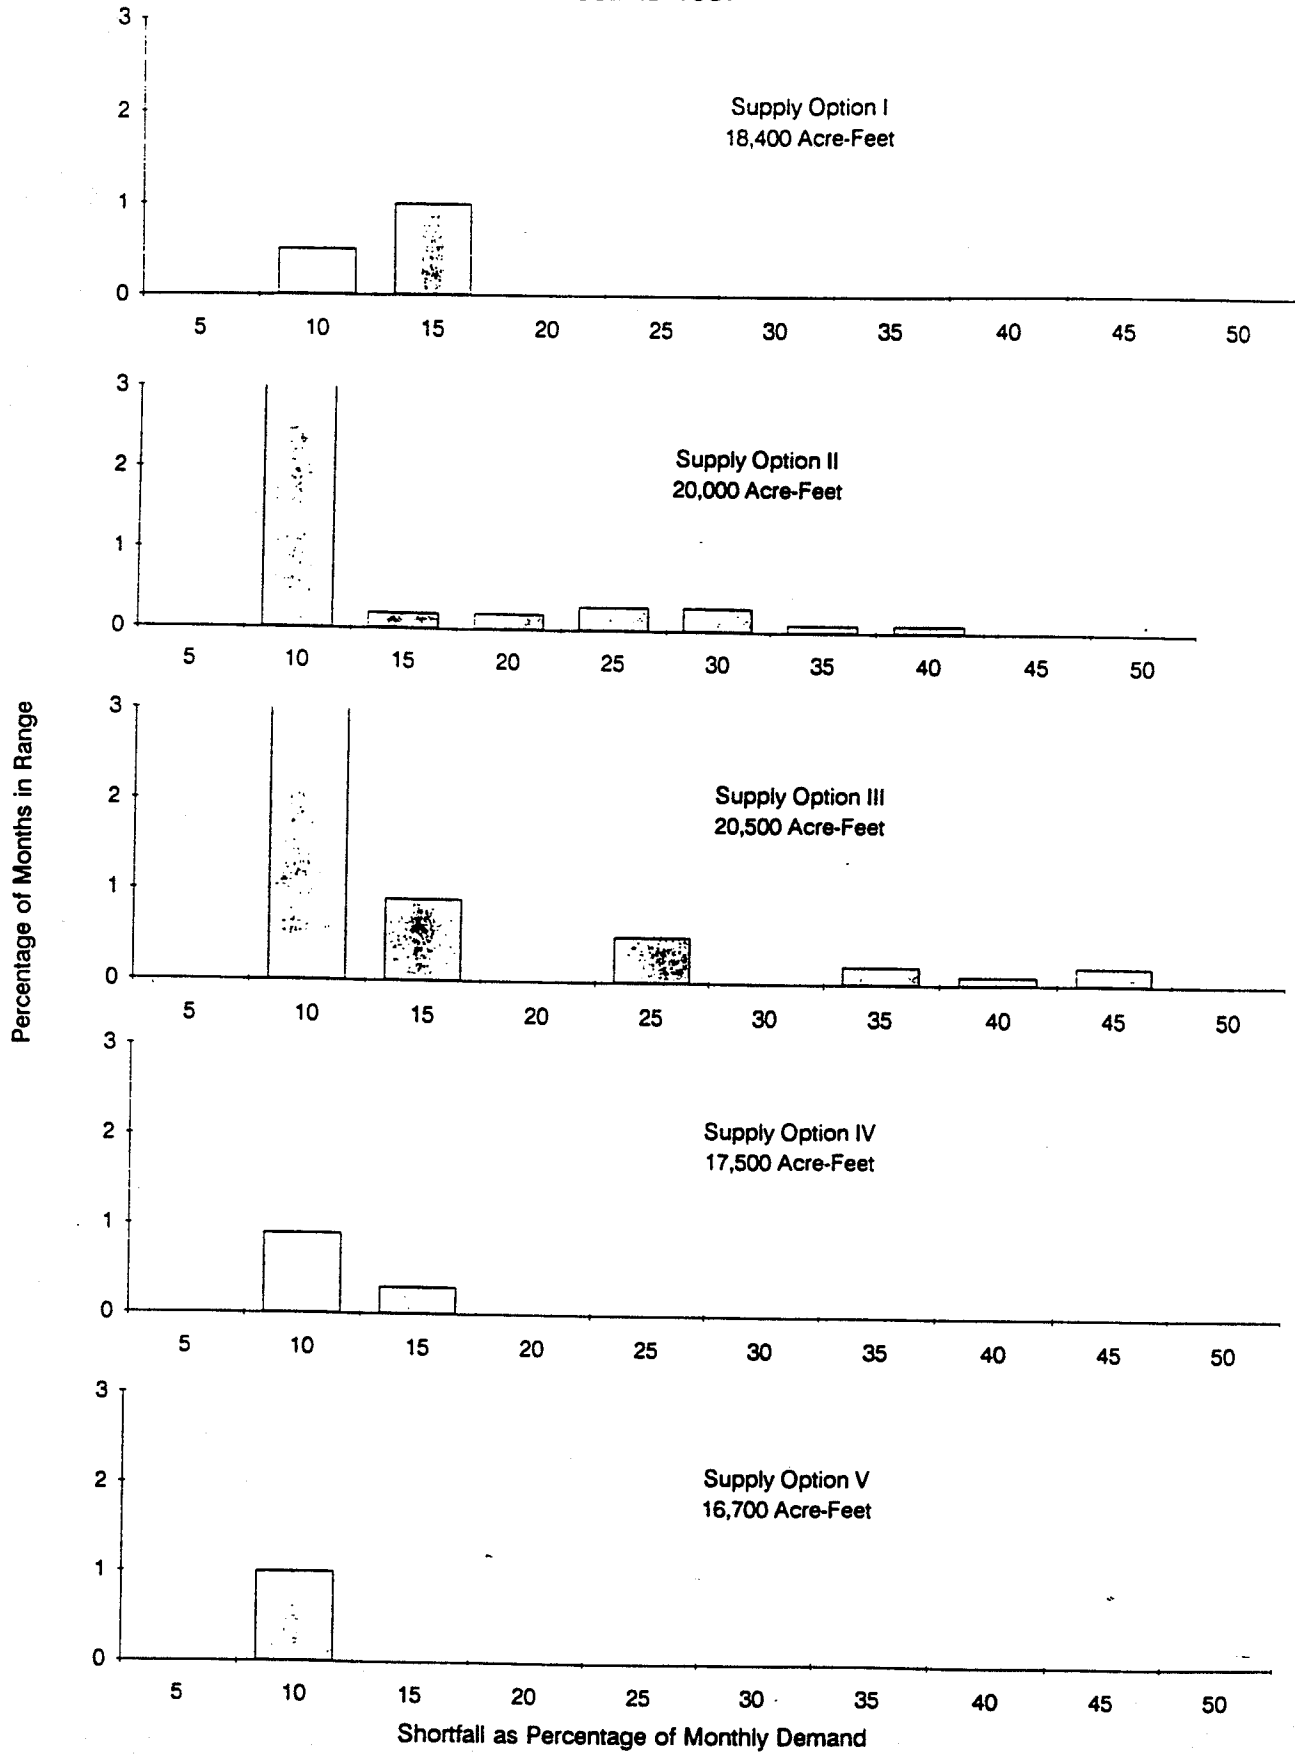 3
2
Supply Option I
18,400 Acre-Feet
1
0
5 10 15 20 25 30 35 40 45 50
3
2
Supply Option II
20,000 Acre-Feet
1
0
5 10 15 20 25 30 35 40 45 50
Percentage of Months in Range
3
2
Supply Option III
20,500 Acre-Feet
1
0
5 10 15 20 25 30 35 40 45 50
3
2
Supply Option IV
17,500 Acre-Feet
1
0
5 10 15 20 25 30 35 40 45 50
3
2
Supply Option V
16,700 Acre-Feet
1
0
5 10 15 20 25 30 35 40 45 50
Shortfall as Percentage of Monthly Demand